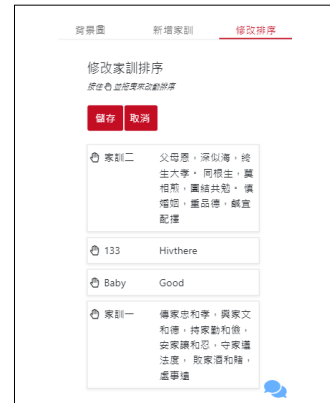 背景圖 新增家訓 修改排序
修改家訓排序
按住 並拖曳來改動排序
儲存 取消
家訓二 父母恩，深似海，終
生大孝。 同根生，莫
相煎，團結共勉。 慎
婚姻，重品德，鹹宜
配擇
133 Hivthere
Baby Good
家訓一 傳家忠和孝，興家文
和德，持家勤和儉，
安家讓和忍，守家遵
法度， 敗家酒和賭，
處事遠